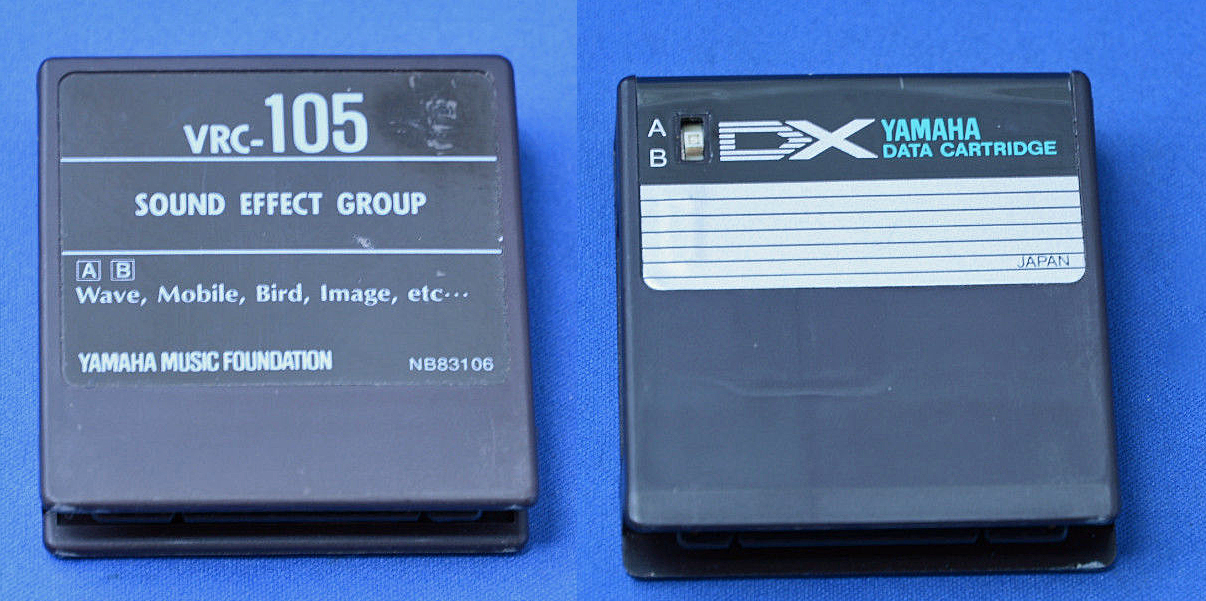 VRC-105
SOUND EFFECT GROUP
A B
Wave, Mobile, Bird, Image, etc···
YAMAHA MUSIC FOUNDATION NB83106
A
B
DX YAMAHA
DATA CARTRIDGE
JAPAN